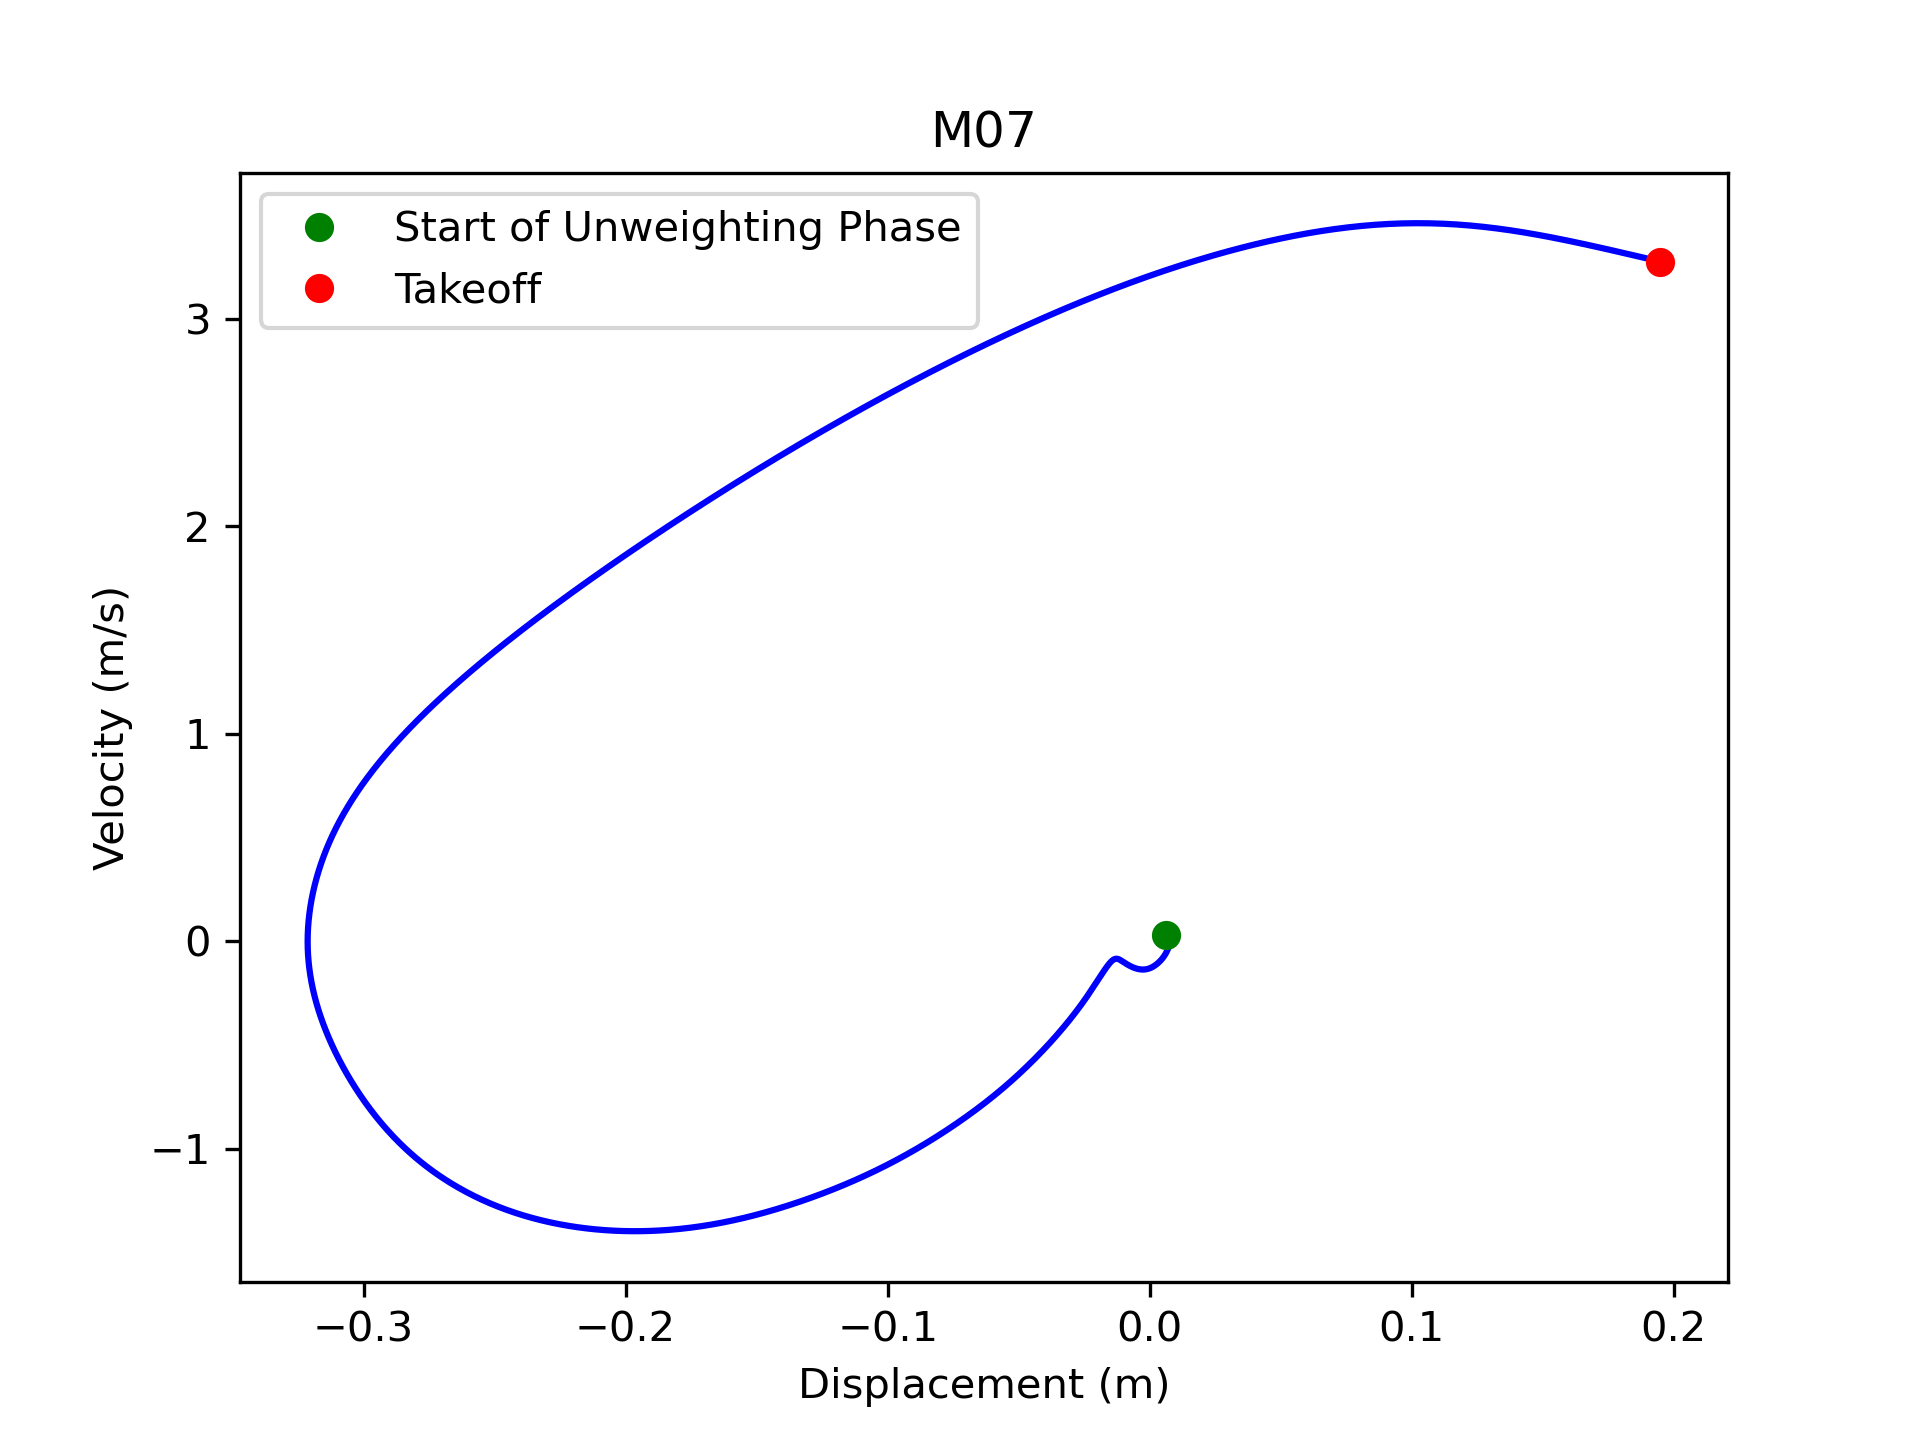 M07
Start of Unweighting Phase
Takeoff
3
2
1
0
−1
Velocity (m/s)
−0.3 −0.2 −0.1 0.0 0.1 0.2
Displacement (m)